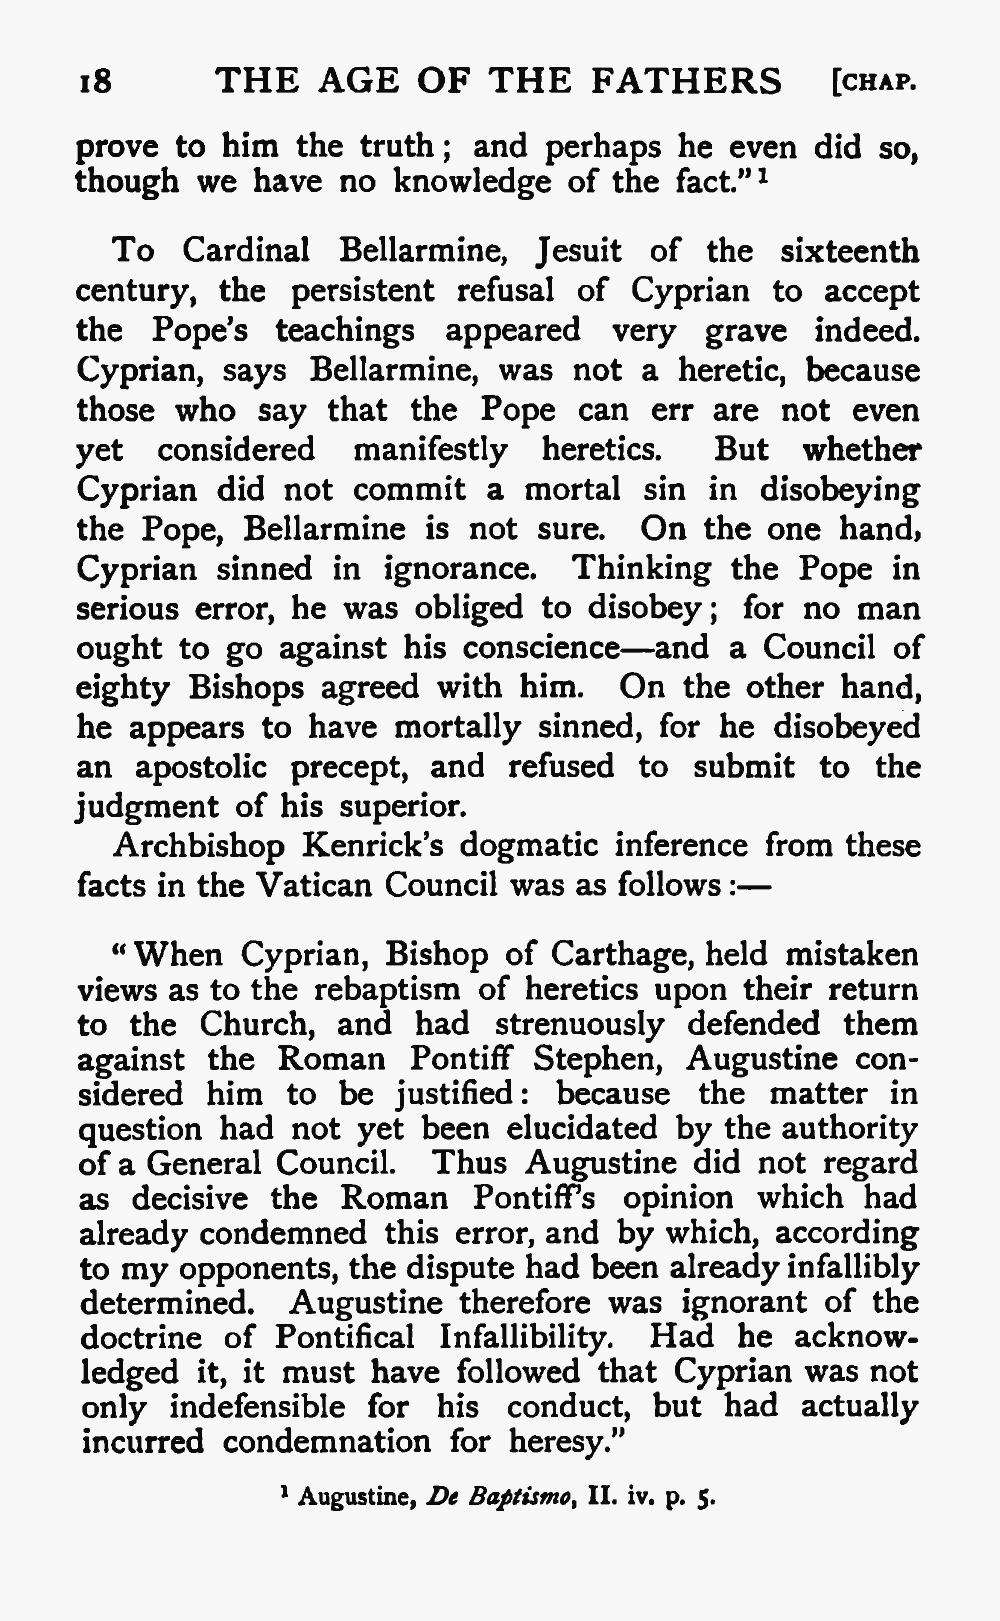 18 THE AGE OF THE FATHERS [CHAP.
prove to him the truth; and perhaps he even did so,
though we have no knowledge of the fact."¹
To Cardinal Bellarmine, Jesuit of the sixteenth
century, the persistent refusal of Cyprian to accept
the Pope's teachings appeared very grave indeed.
Cyprian, says Bellarmine, was not a heretic, because
those who say that the Pope can err are not even
yet considered manifestly heretics. But whether
Cyprian did not commit a mortal sin in disobeying
the Pope, Bellarmine is not sure. On the one hand,
Cyprian sinned in ignorance. Thinking the Pope in
serious error, he was obliged to disobey; for no man
ought to go against his conscience—and a Council of
eighty Bishops agreed with him. On the other hand,
he appears to have mortally sinned, for he disobeyed
an apostolic precept, and refused to submit to the
judgment of his superior.
Archbishop Kenrick's dogmatic inference from these
facts in the Vatican Council was as follows:—
"When Cyprian, Bishop of Carthage, held mistaken
views as to the rebaptism of heretics upon their return
to the Church, and had strenuously defended them
against the Roman Pontiff Stephen, Augustine con-
sidered him to be justified: because the matter in
question had not yet been elucidated by the authority
of a General Council. Thus Augustine did not regard
as decisive the Roman Pontiff's opinion which had
already condemned this error, and by which, according
to my opponents, the dispute had been already infallibly
determined. Augustine therefore was ignorant of the
doctrine of Pontifical Infallibility. Had he acknow-
ledged it, it must have followed that Cyprian was not
only indefensible for his conduct, but had actually
incurred condemnation for heresy."
¹ Augustine, De Baptismo, II. iv. p. 5.